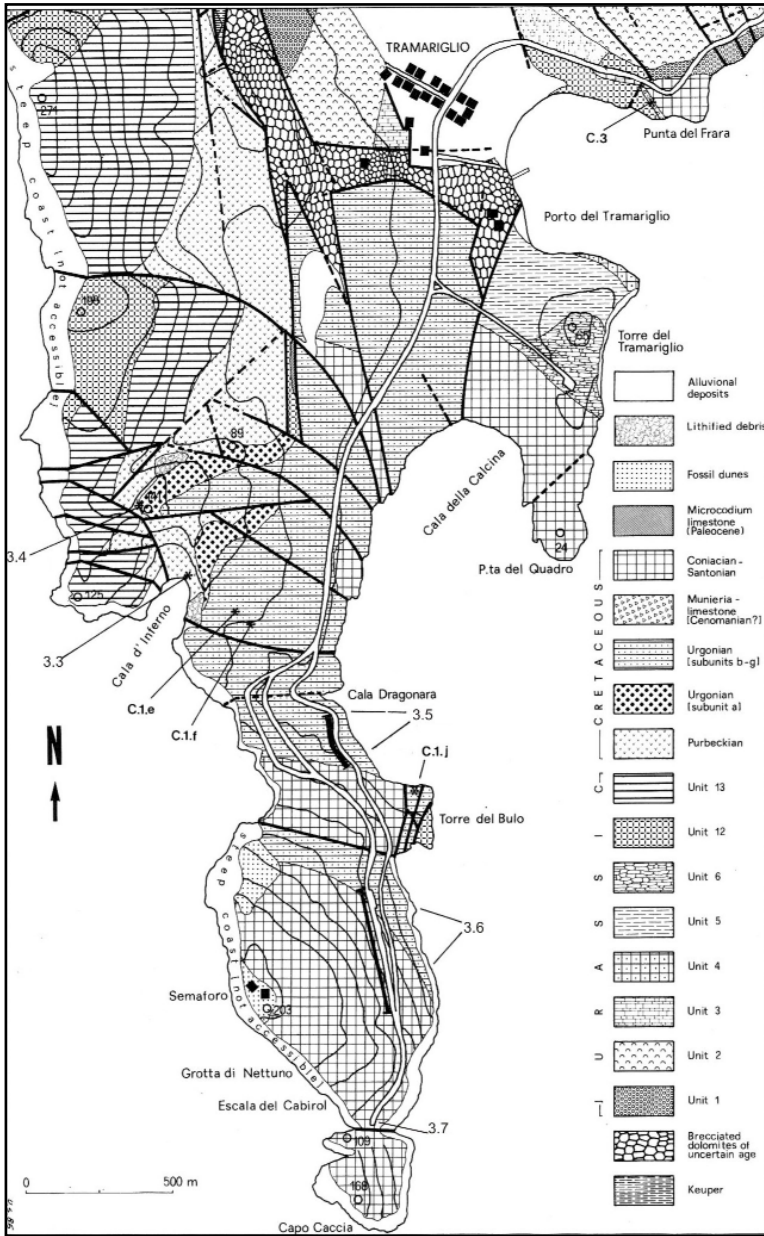 TRAMARIGLIO
steep coast (not accessible)
271
C.3
Punta del Frara
Porto del Tramariglio
198
Torre del
Tramariglio
89
Cala della Calcina
3.4
24
P.ta del Quadro
125
3.3
Cala d'Inferno
C.1.e
C.1.f
Cala Dragonara
3.5
N
C.1.j
Torre del Bulo
steep coast (not accessible)
3.6
Semaforo
203
Grotta di Nettuno
Escala del Cabirol
3.7
109
168
Capo Caccia
0 500 m
Alluvional
deposits
Lithified debris
Fossil dunes
Microcodium
limestone
(Paleocene)
CRETACEOUS
Coniacian-
Santonian
Munieria-
limestone
(Cenomanian?)
Urgonian
(subunits b-g)
Urgonian
(subunit a)
Purbeckian
JURASSIC
Unit 13
Unit 12
Unit 6
Unit 5
Unit 4
Unit 3
Unit 2
Unit 1
Brecciated
dolomites of
uncertain age
Keuper